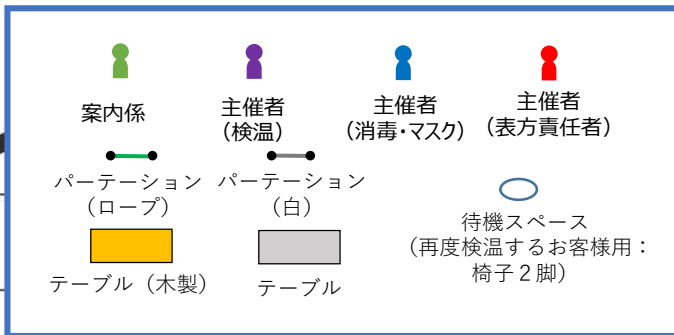 案内係
主催者
（検温）
主催者
（消毒・マスク）
主催者
（表方責任者）
パーテーション
（ロープ）
パーテーション
（白）
待機スペース
（再度検温するお客様用：
椅子２脚）
テーブル（木製）
テーブル